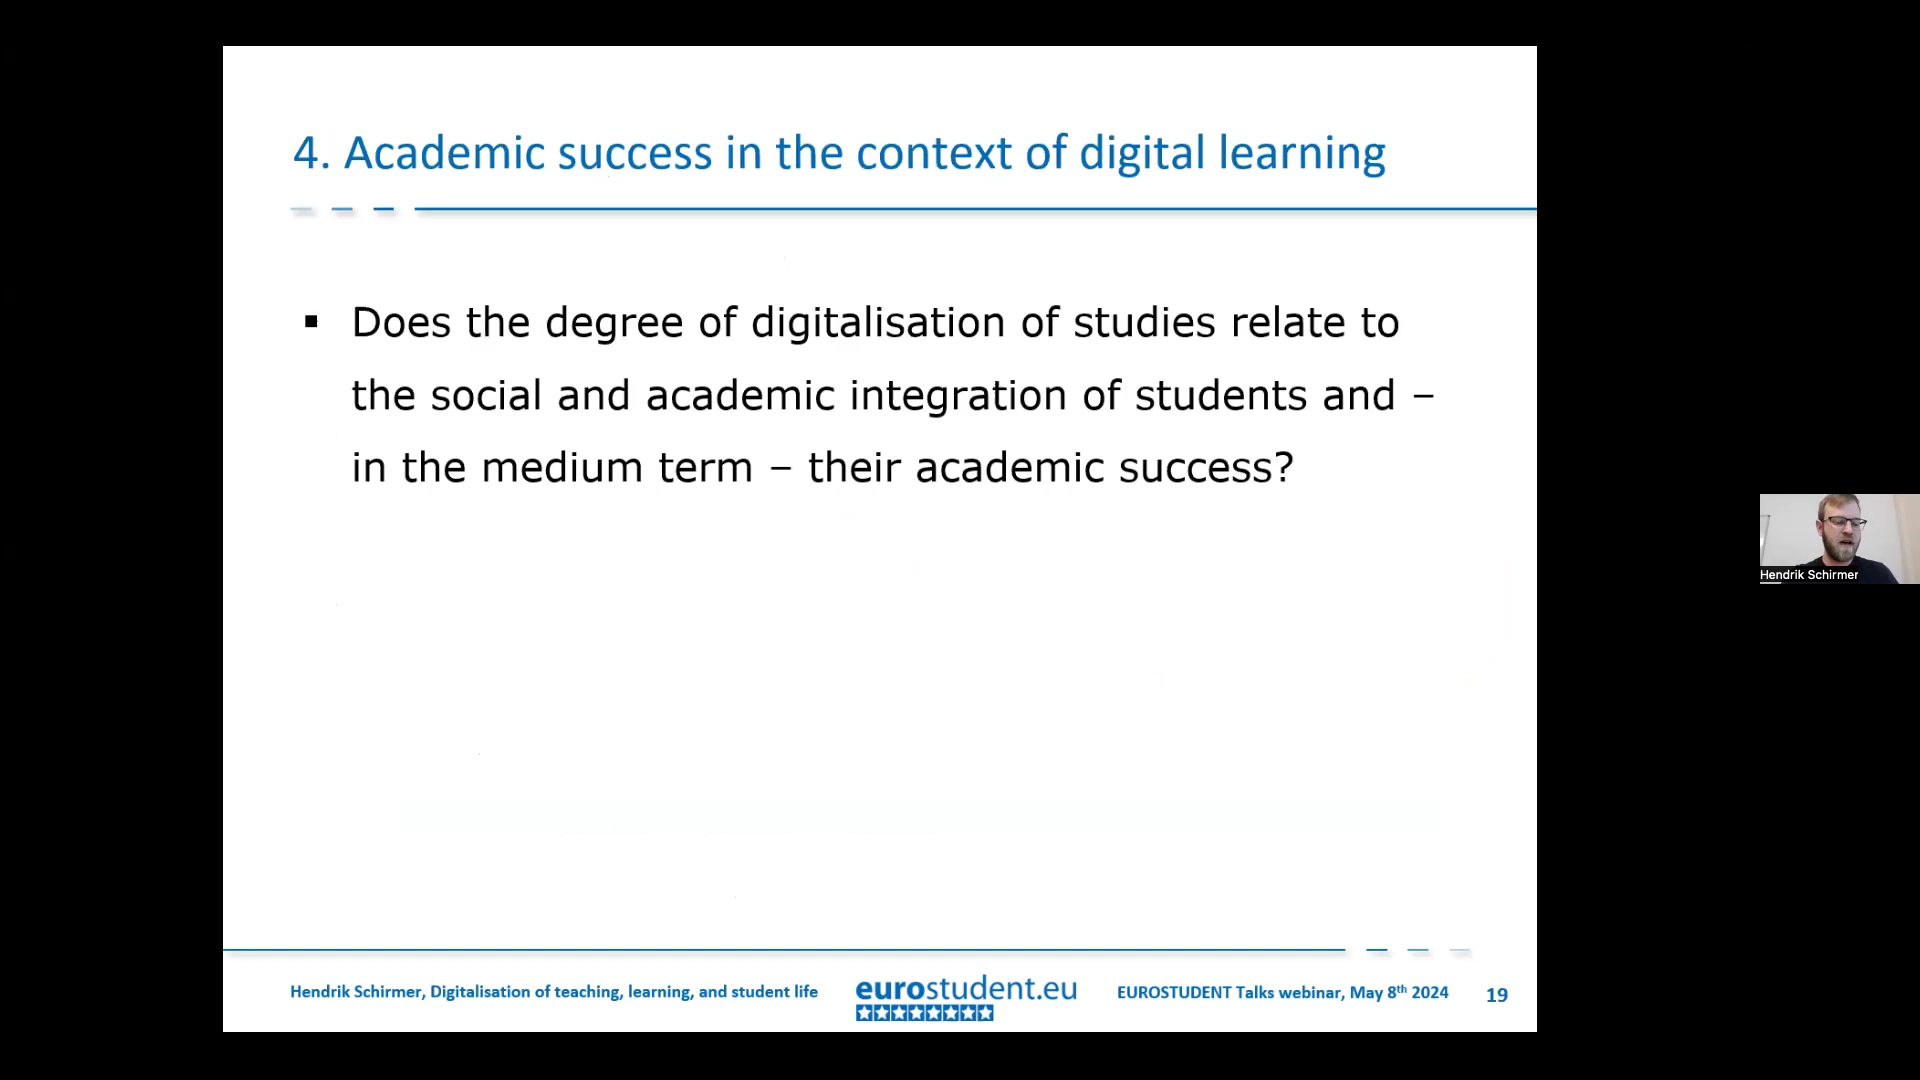 4. Academic success in the context of digital learning
▪ Does the degree of digitalisation of studies relate to
the social and academic integration of students and –
in the medium term – their academic success?
Hendrik Schirmer
Hendrik Schirmer, Digitalisation of teaching, learning, and student life
eurostudent.eu
EUROSTUDENT Talks webinar, May 8th 2024
19